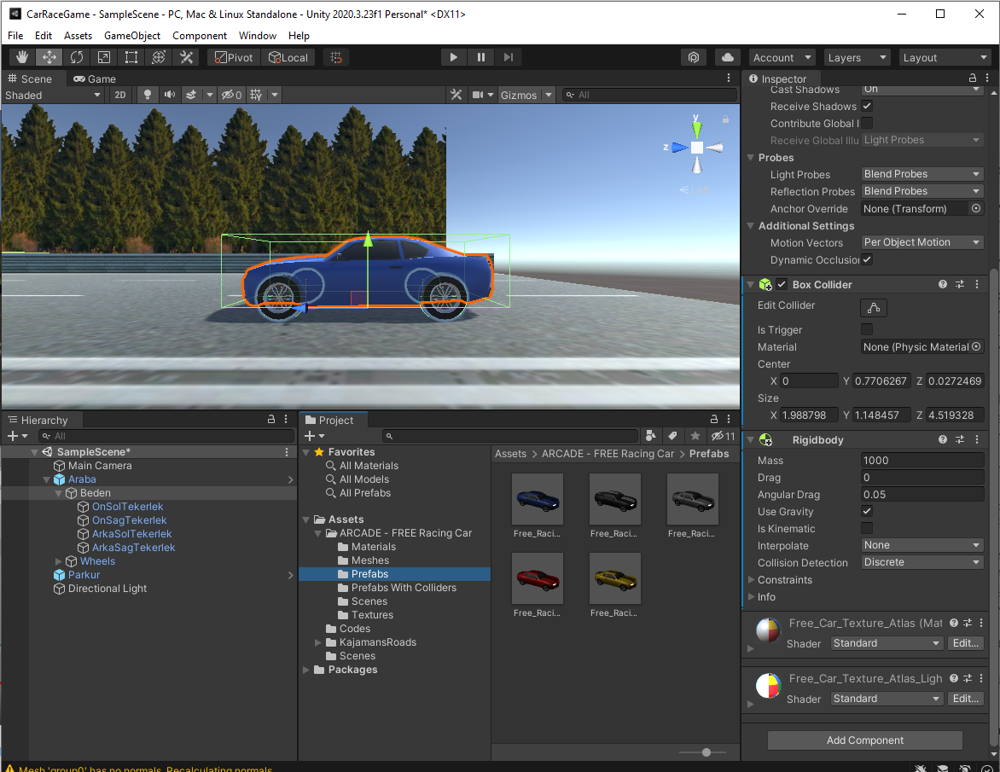 CarRaceGame - SampleScene - PC, Mac & Linux Standalone - Unity 2020.3.23f1 Personal* <DX11>
File Edit Assets GameObject Component Window Help
Pivot Local Account Layers Layout
Scene Game
Shaded 2D 0 Gizmos All
y
z
Left
Inspector
Cast Shadows On
Receive Shadows
Contribute Global I
Receive Global Illu Light Probes
Probes
Light Probes Blend Probes
Reflection Probes Blend Probes
Anchor Override None (Transform)
Additional Settings
Motion Vectors Per Object Motion
Dynamic Occlusion
Box Collider
Edit Collider
Is Trigger
Material None (Physic Material
Center
X 0 Y 0.7706267 Z 0.0272469
Size
X 1.988798 Y 1.148457 Z 4.519328
Rigidbody
Mass 1000
Drag 0
Angular Drag 0.05
Use Gravity
Is Kinematic
Interpolate None
Collision Detection Discrete
Constraints
Info
Free_Car_Texture_Atlas (Mat
Shader Standard Edit...
Free_Car_Texture_Atlas_Ligh
Shader Standard Edit...
Add Component
Hierarchy
All
SampleScene*
Main Camera
Araba
Beden
OnSolTekerlek
OnSagTekerlek
ArkaSolTekerlek
ArkaSagTekerlek
Wheels
Parkur
Directional Light
Project
11
Favorites
All Materials
All Models
All Prefabs
Assets
ARCADE - FREE Racing Car
Materials
Meshes
Prefabs
Prefabs With Colliders
Scenes
Textures
Codes
KajamansRoads
Scenes
Packages
Assets > ARCADE - FREE Racing Car > Prefabs
Free_Raci... Free_Raci... Free_Raci...
Free_Raci... Free_Raci...
Mesh 'group0' has no normals. Recalculating normals.